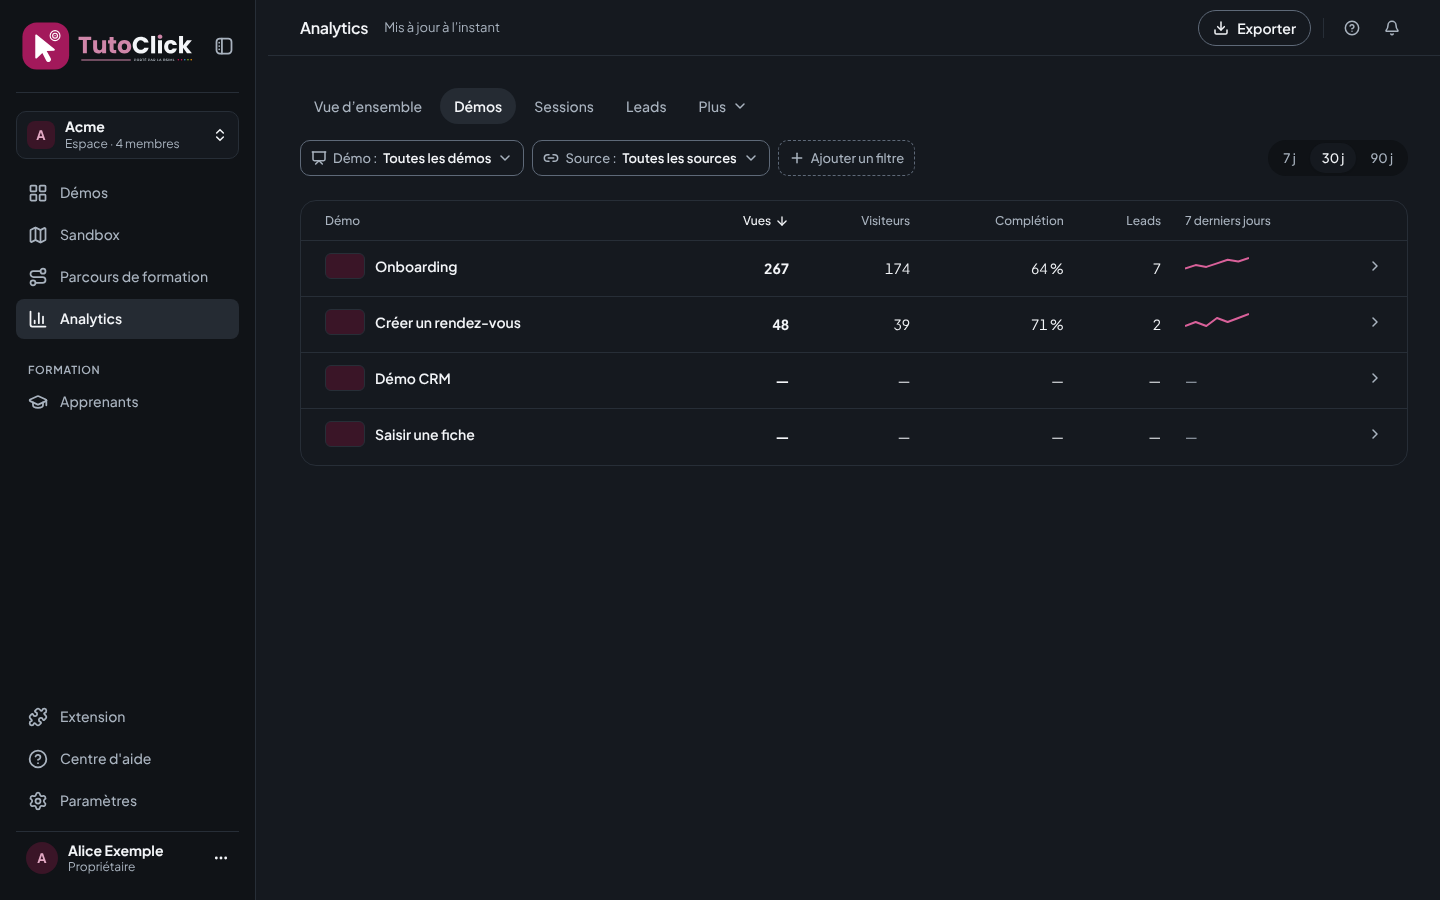 TutoClick
Acme
Espace · 4 membres
Démos
Sandbox
Parcours de formation
Analytics
FORMATION
Apprenants
Extension
Centre d'aide
Paramètres
Alice Exemple
Propriétaire
Analytics Mis à jour à l'instant Exporter
Vue d'ensemble Démos Sessions Leads Plus
Démo : Toutes les démos Source : Toutes les sources Ajouter un filtre 7 j 30 j 90 j
Démo Vues ↓ Visiteurs Complétion Leads 7 derniers jours
Onboarding 267 174 64 % 7
Créer un rendez-vous 48 39 71 % 2
Démo CRM — — — — —
Saisir une fiche — — — — —